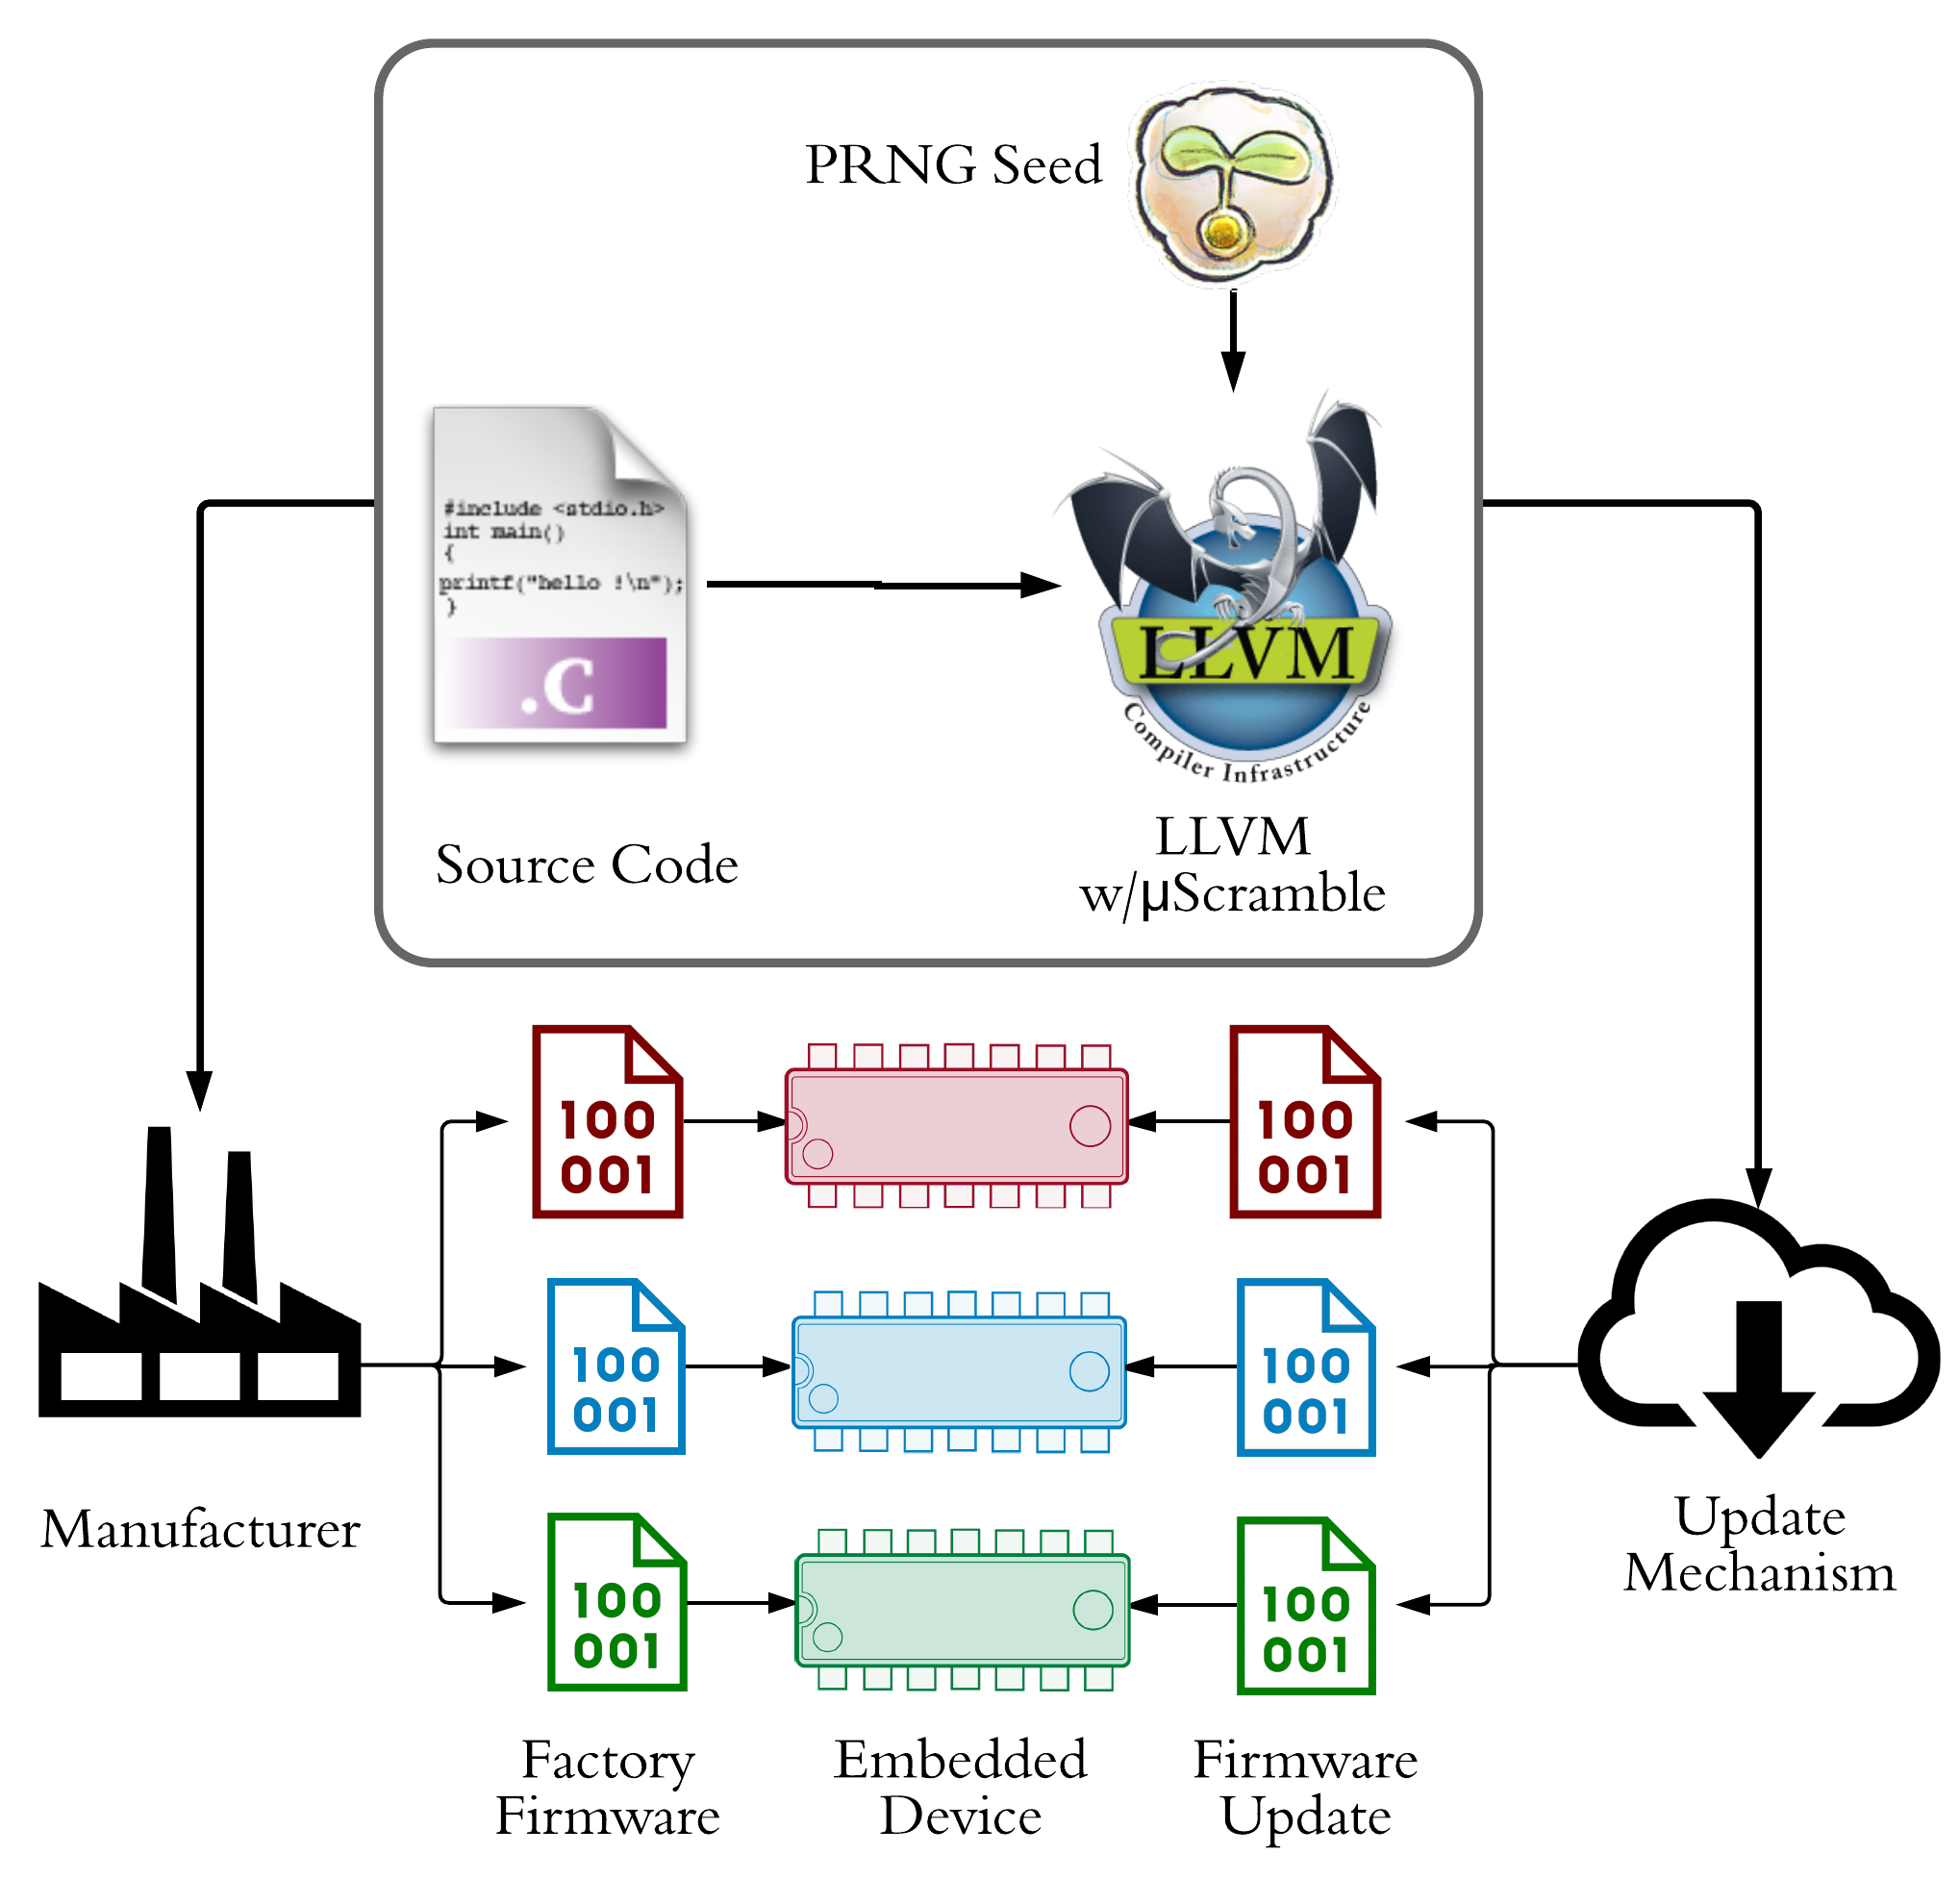 PRNG Seed
#include <stdio.h>
int main()
{
printf("hello !\n");
}
.C
LLVM
Compiler Infrastructure
Source Code
LLVM
w/μScramble
100
001
100
001
100
001
100
001
100
001
100
001
Manufacturer
Update
Mechanism
Factory
Firmware
Embedded
Device
Firmware
Update